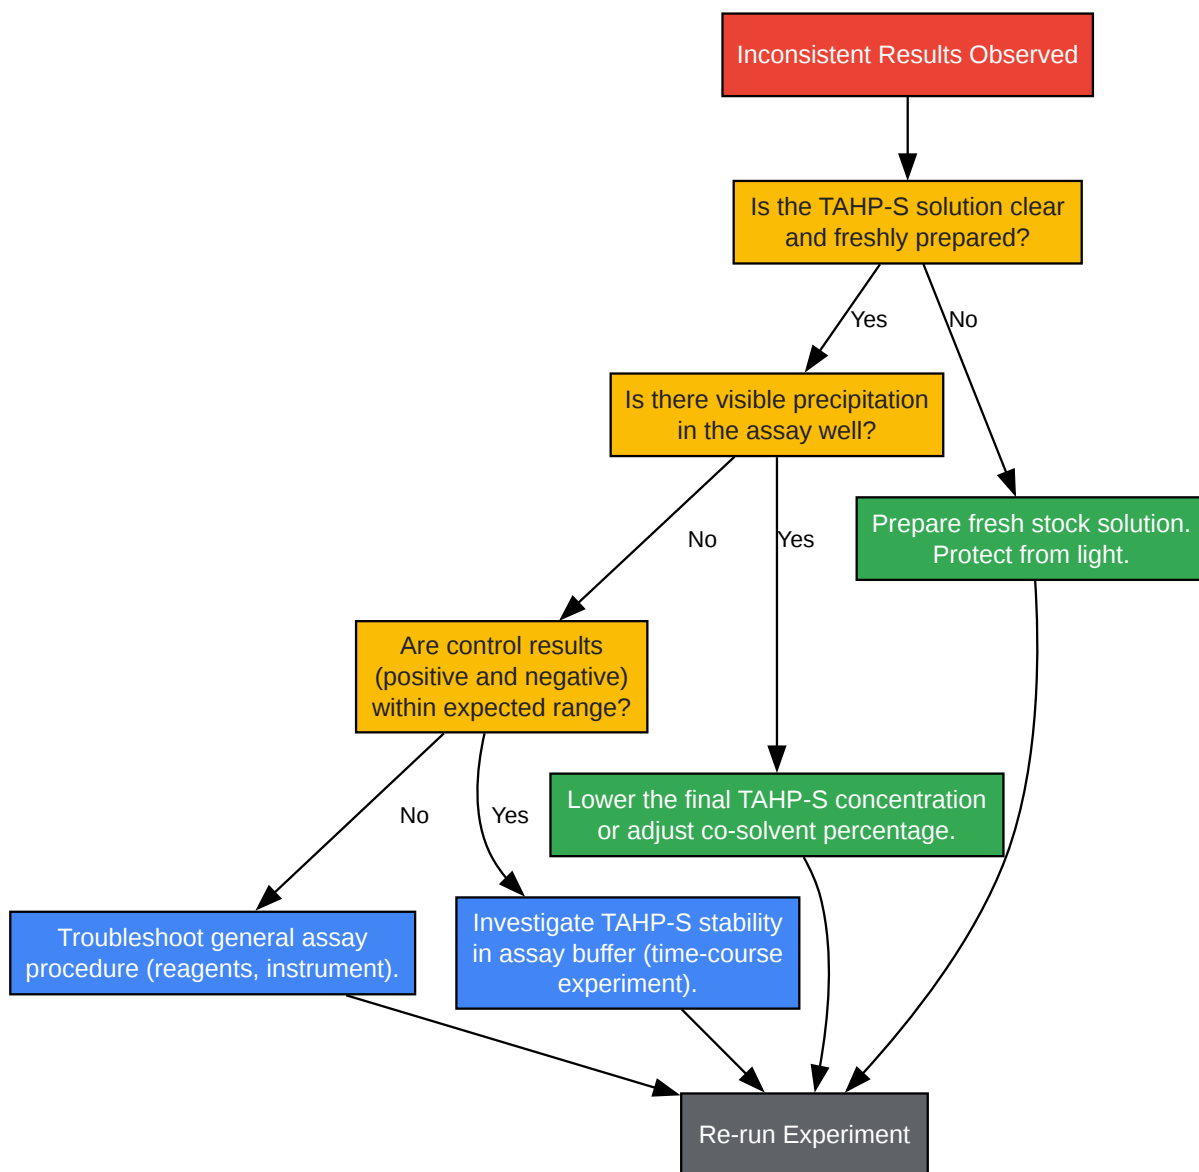 Inconsistent Results Observed
Is the TAHP-S solution clear
and freshly prepared?
Yes
No
Is there visible precipitation
in the assay well?
Prepare fresh stock solution.
Protect from light.
No
Yes
Are control results
(positive and negative)
within expected range?
Lower the final TAHP-S concentration
or adjust co-solvent percentage.
No
Yes
Troubleshoot general assay
procedure (reagents, instrument).
Investigate TAHP-S stability
in assay buffer (time-course
experiment).
Re-run Experiment